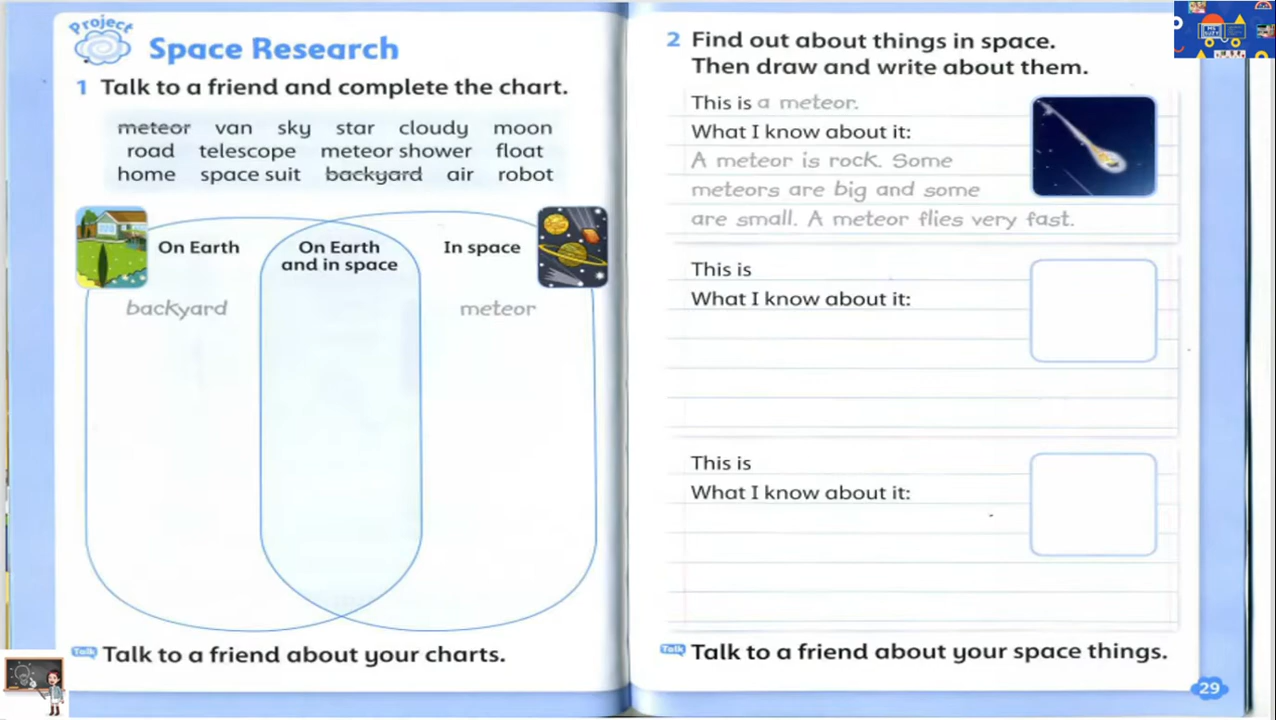 Project
Space Research
1 Talk to a friend and complete the chart.
meteor van sky star cloudy moon
road telescope meteor shower float
home space suit backyard air robot
On Earth
On Earth
and in space
In space
backyard
meteor
Talk Talk to a friend about your charts.
2 Find out about things in space.
Then draw and write about them.
This is a meteor.
What I know about it:
A meteor is rock. Some
meteors are big and some
are small. A meteor flies very fast.
This is
What I know about it:
This is
What I know about it:
Talk Talk to a friend about your space things.
29